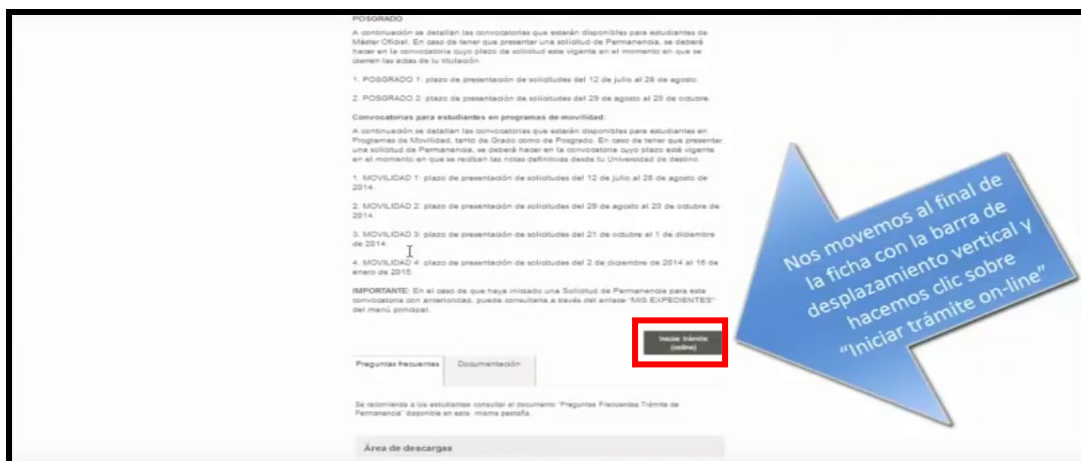 POSGRADO
A continuación se detallan las convocatorias que estarán disponibles para estudiantes de
Máster Oficial. En caso de tener que presentar una solicitud de Permanencia, se deberá
hacer en la convocatoria cuyo plazo de solicitud este vigente en el momento en que se
cierren las actas de tu titulación.
1. POSGRADO 1: plazo de presentación de solicitudes del 12 de julio al 28 de agosto.
2. POSGRADO 2: plazo de presentación de solicitudes del 29 de agosto al 20 de octubre.
Convocatorias para estudiantes en programas de movilidad:
A continuación se detallan las convocatorias que estarán disponibles para estudiantes en
Programas de Movilidad, tanto de Grado como de Posgrado. En caso de tener que presentar
una solicitud de Permanencia, se deberá hacer en la convocatoria cuyo plazo esté vigente
en el momento en que se reciban las notas definitivas desde tu Universidad de destino.
1. MOVILIDAD 1: plazo de presentación de solicitudes del 12 de julio al 28 de agosto de
2014.
2. MOVILIDAD 2: plazo de presentación de solicitudes del 29 de agosto al 20 de octubre de
2014.
3. MOVILIDAD 3: plazo de presentación de solicitudes del 21 de octubre al 1 de diciembre
de 2014.
4. MOVILIDAD 4: plazo de presentación de solicitudes del 2 de diciembre de 2014 al 16 de
enero de 2015.
IMPORTANTE: En el caso de que haya iniciado una Solicitud de Permanencia para esta
convocatoria con anterioridad, puede consultarla a través del enlace "MIS EXPEDIENTES"
del menú principal.
Iniciar trámite
(online)
Preguntas frecuentes Documentación
Se recomienda a los estudiantes consultar el documento "Preguntas Frecuentes Trámite de
Permanencia" disponible en esta misma pestaña.
Área de descargas
Nos movemos al final de
la ficha con la barra de
desplazamiento vertical y
hacemos clic sobre
"Iniciar trámite on-line"